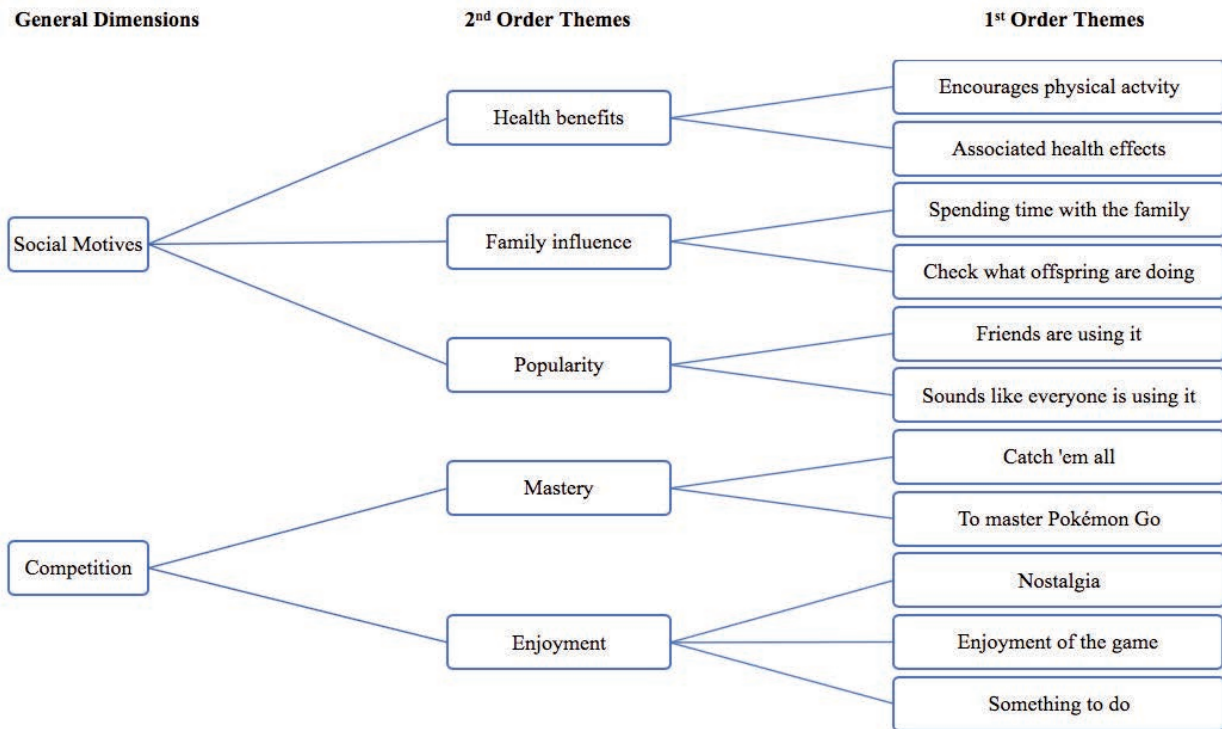 General Dimensions
2nd Order Themes
1st Order Themes
Social Motives
Competition
Health benefits
Family influence
Popularity
Mastery
Enjoyment
Encourages physical actvity
Associated health effects
Spending time with the family
Check what offspring are doing
Friends are using it
Sounds like everyone is using it
Catch 'em all
To master Pokémon Go
Nostalgia
Enjoyment of the game
Something to do